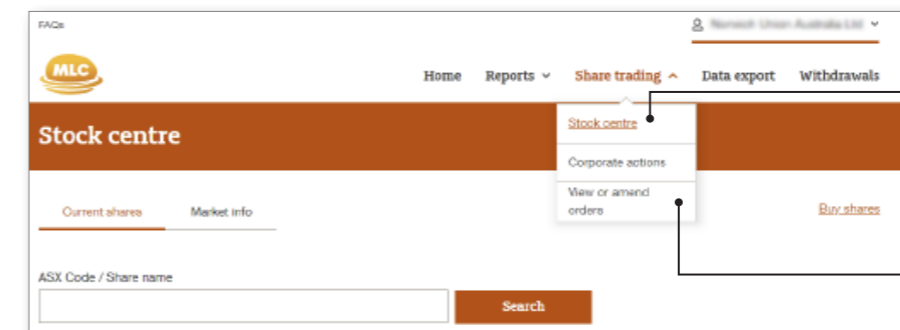 FAQs
MLC
Home Reports Share trading Data export Withdrawals
Stock centre
Stock centre
Corporate actions
View or amend
orders
Current shares Market info
Buy shares
ASX Code / Share name
Search